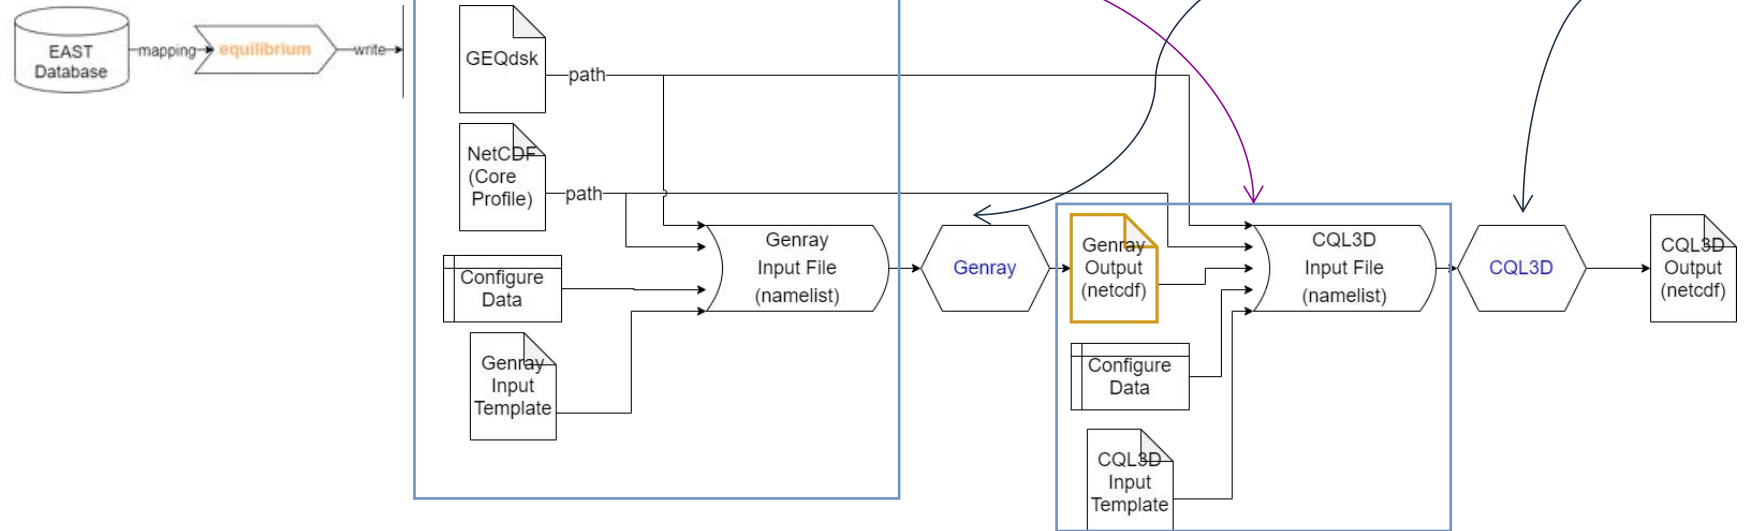 EAST
Database
mapping
equilibrium
write
GEQdsk
path
NetCDF
(Core
Profile)
path
Configure
Data
Genray
Input
Template
Genray
Input File
(namelist)
Genray
Genray
Output
(netcdf)
Configure
Data
CQL3D
Input
Template
CQL3D
Input File
(namelist)
CQL3D
CQL3D
Output
(netcdf)